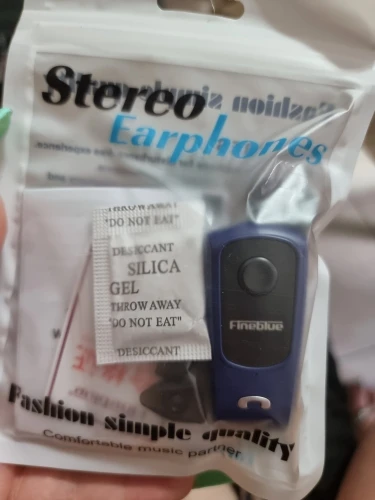 Stereo
Earphones
THROW AWAY
"DO NOT EAT"
DESICCANT
SILICA
GEL
THROW AWAY
"DO NOT EAT"
DESICCANT
Fineblue
Fashion simple quality
Comfortable music partner